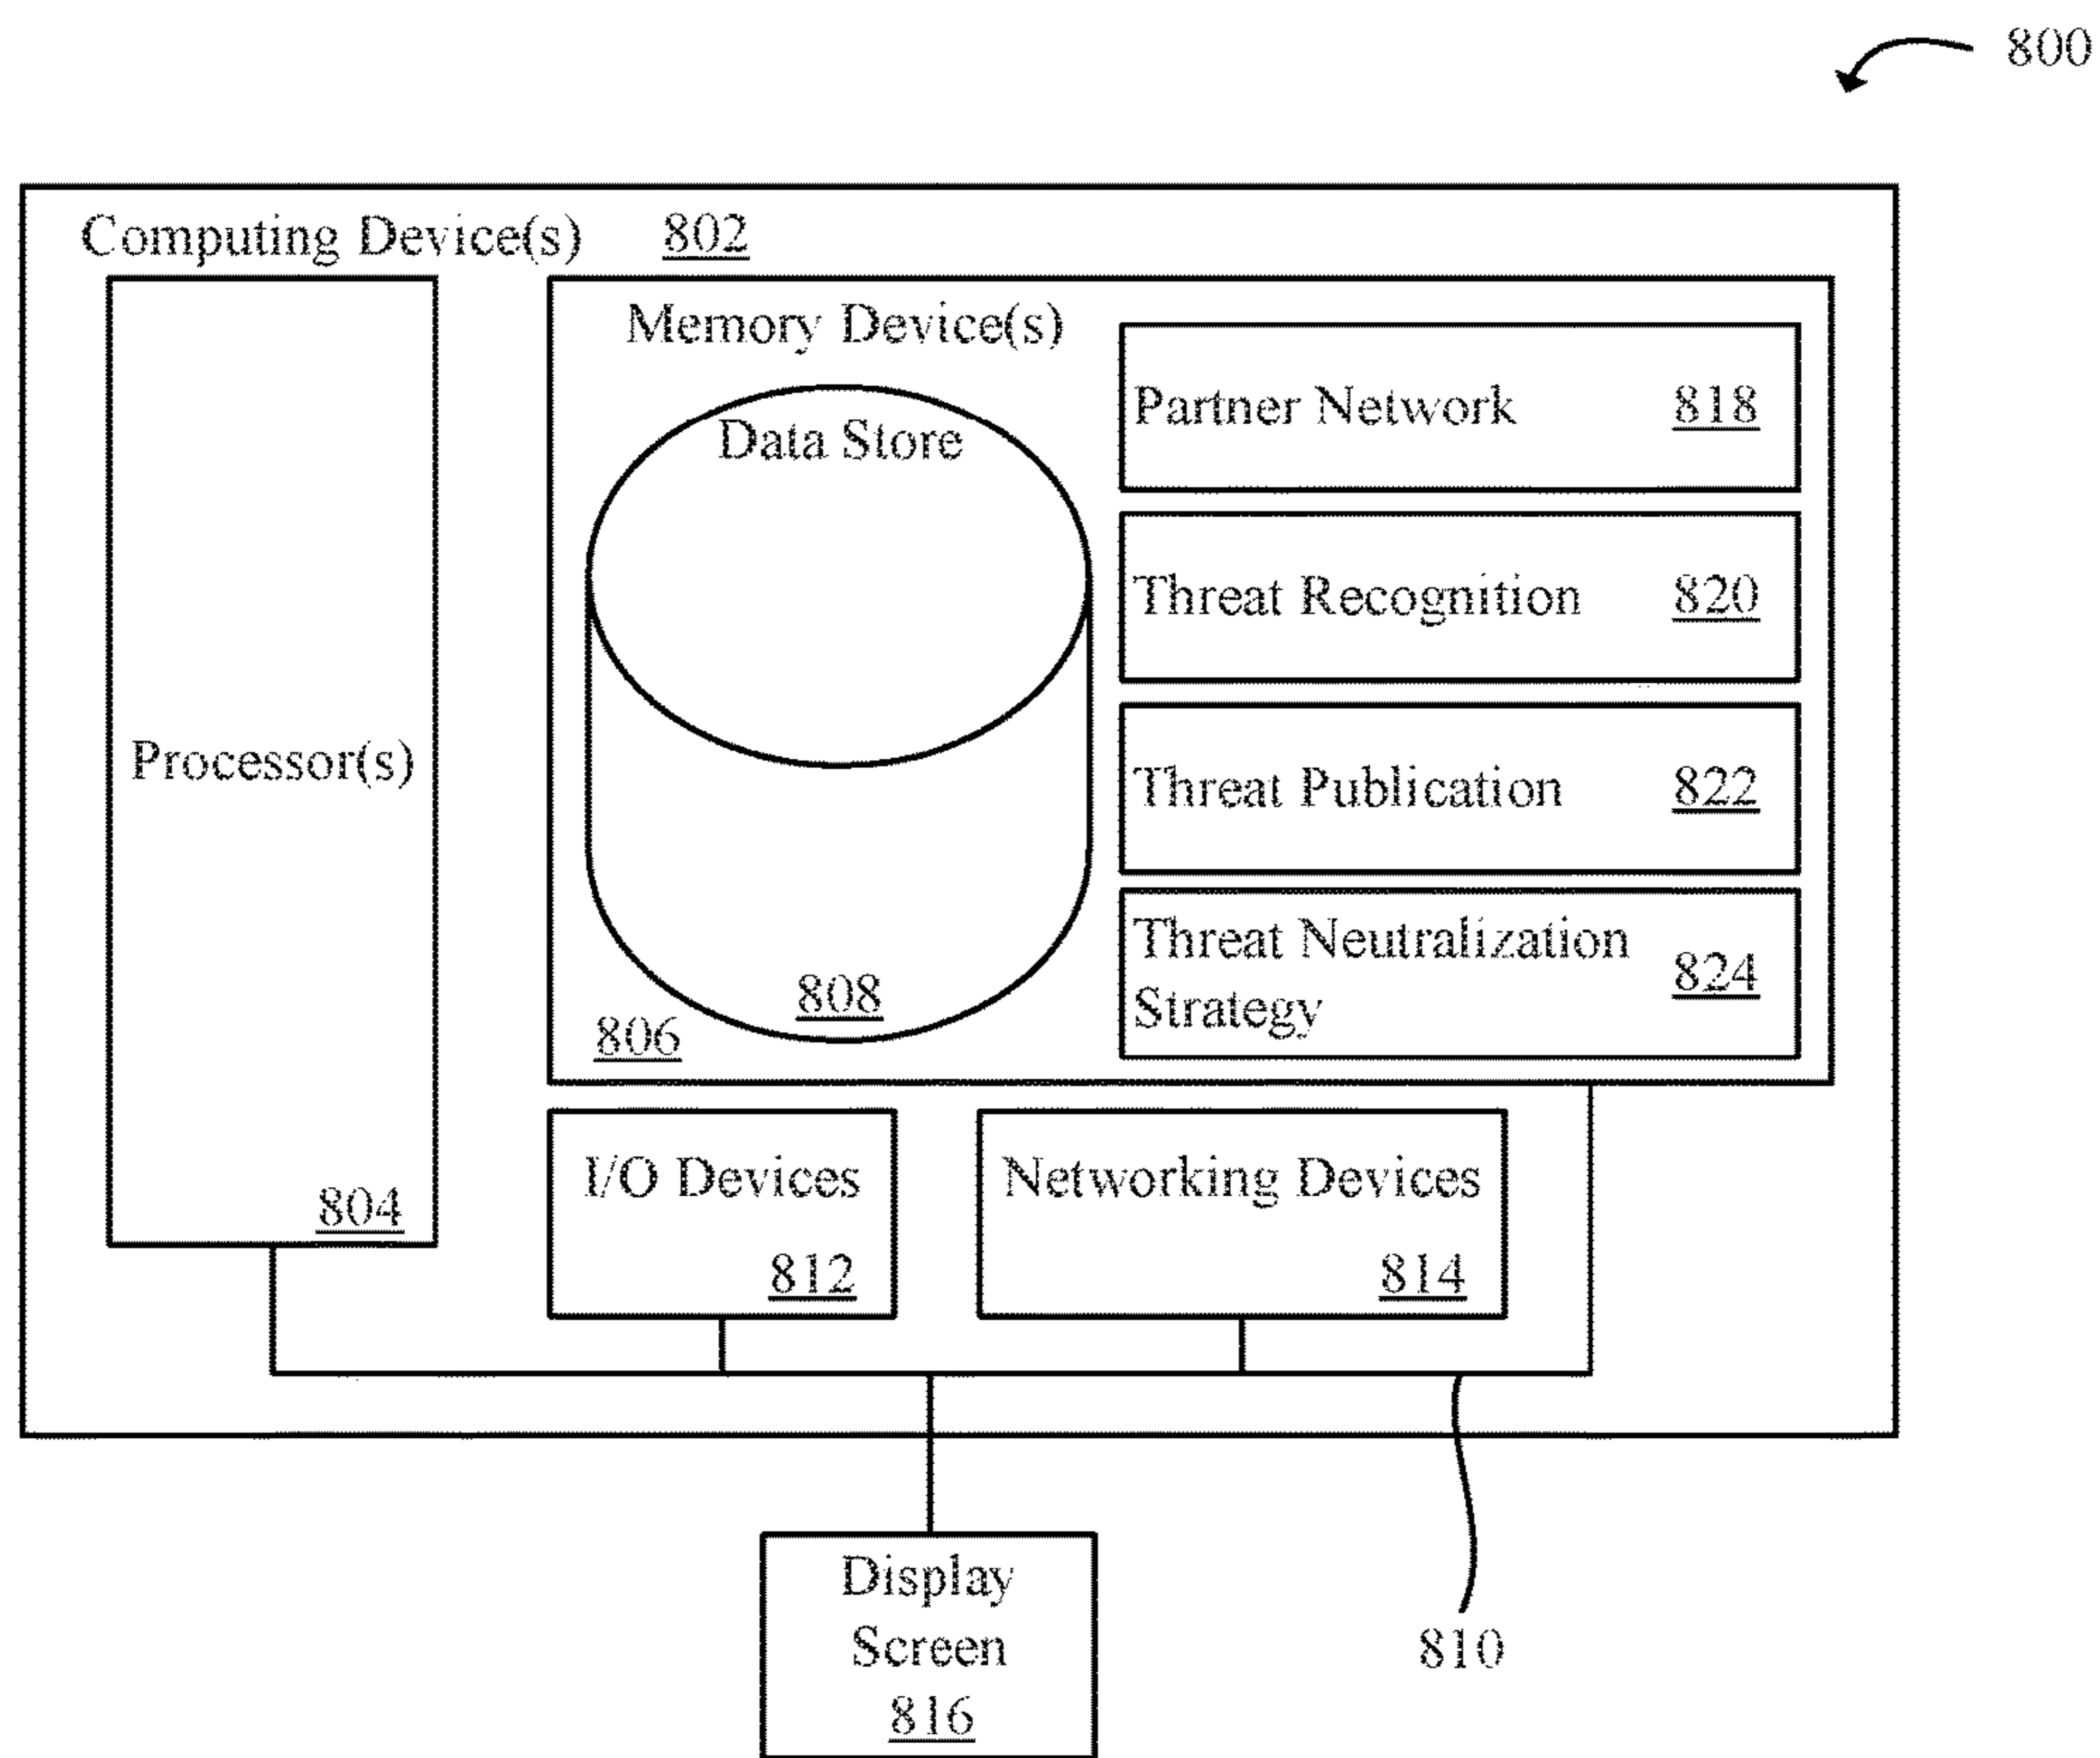 800
Computing Device(s) 802
Memory Device(s)
Data Store
Partner Network 818
Threat Recognition 820
Processor(s)
Threat Publication 822
Threat Neutralization
Strategy
824
808
806
I/O Devices
Networking Devices
804
812
814
Display
Screen
816
810